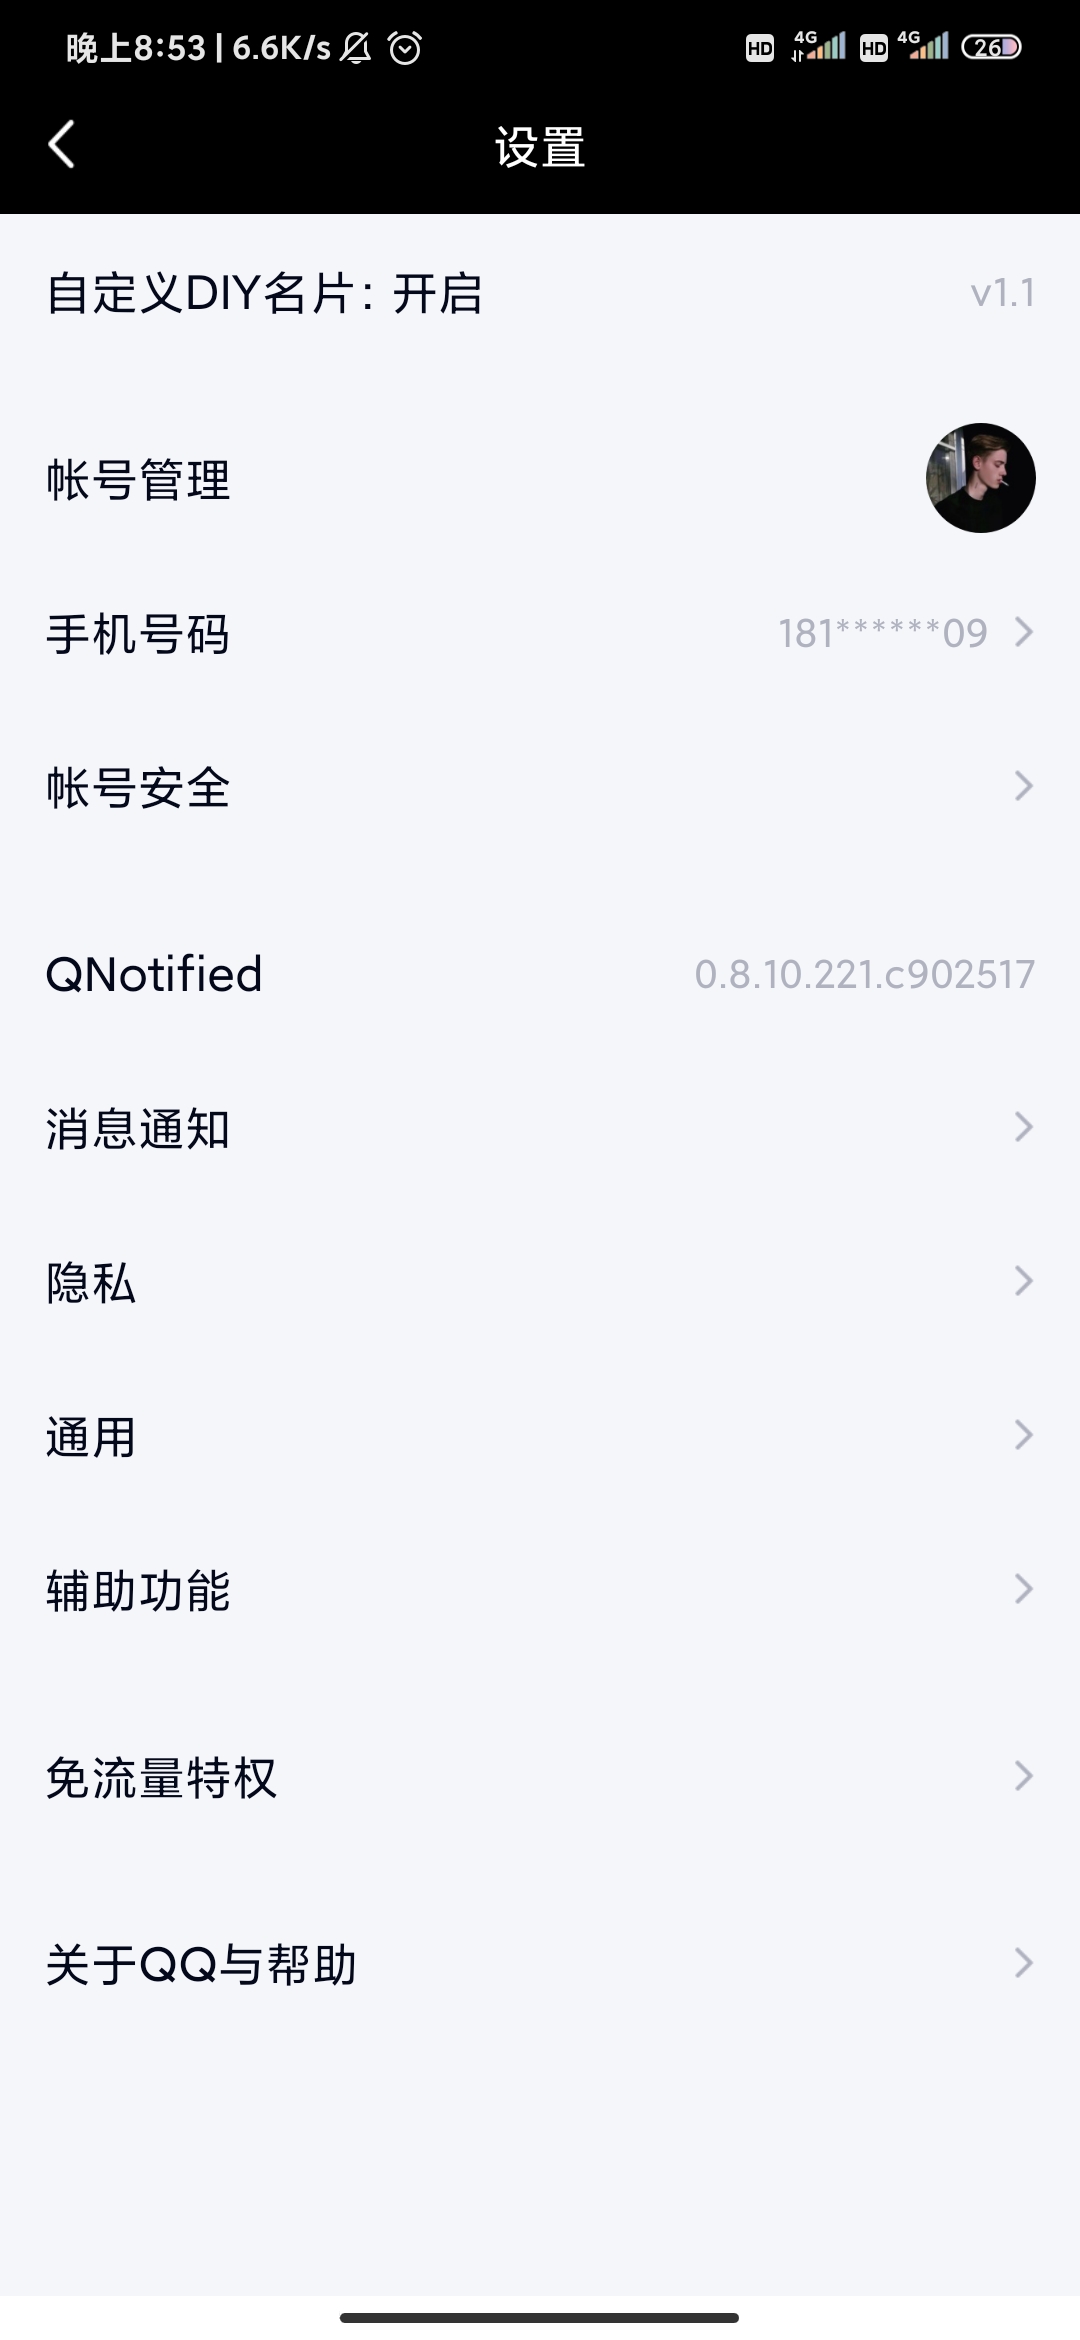 晚上8:53 | 6.6K/s HD 4G HD 4G 26
设置
自定义DIY名片: 开启 v1.1
帐号管理
手机号码 181******09
帐号安全
QNotified 0.8.10.221.c902517
消息通知
隐私
通用
辅助功能
免流量特权
关于QQ与帮助